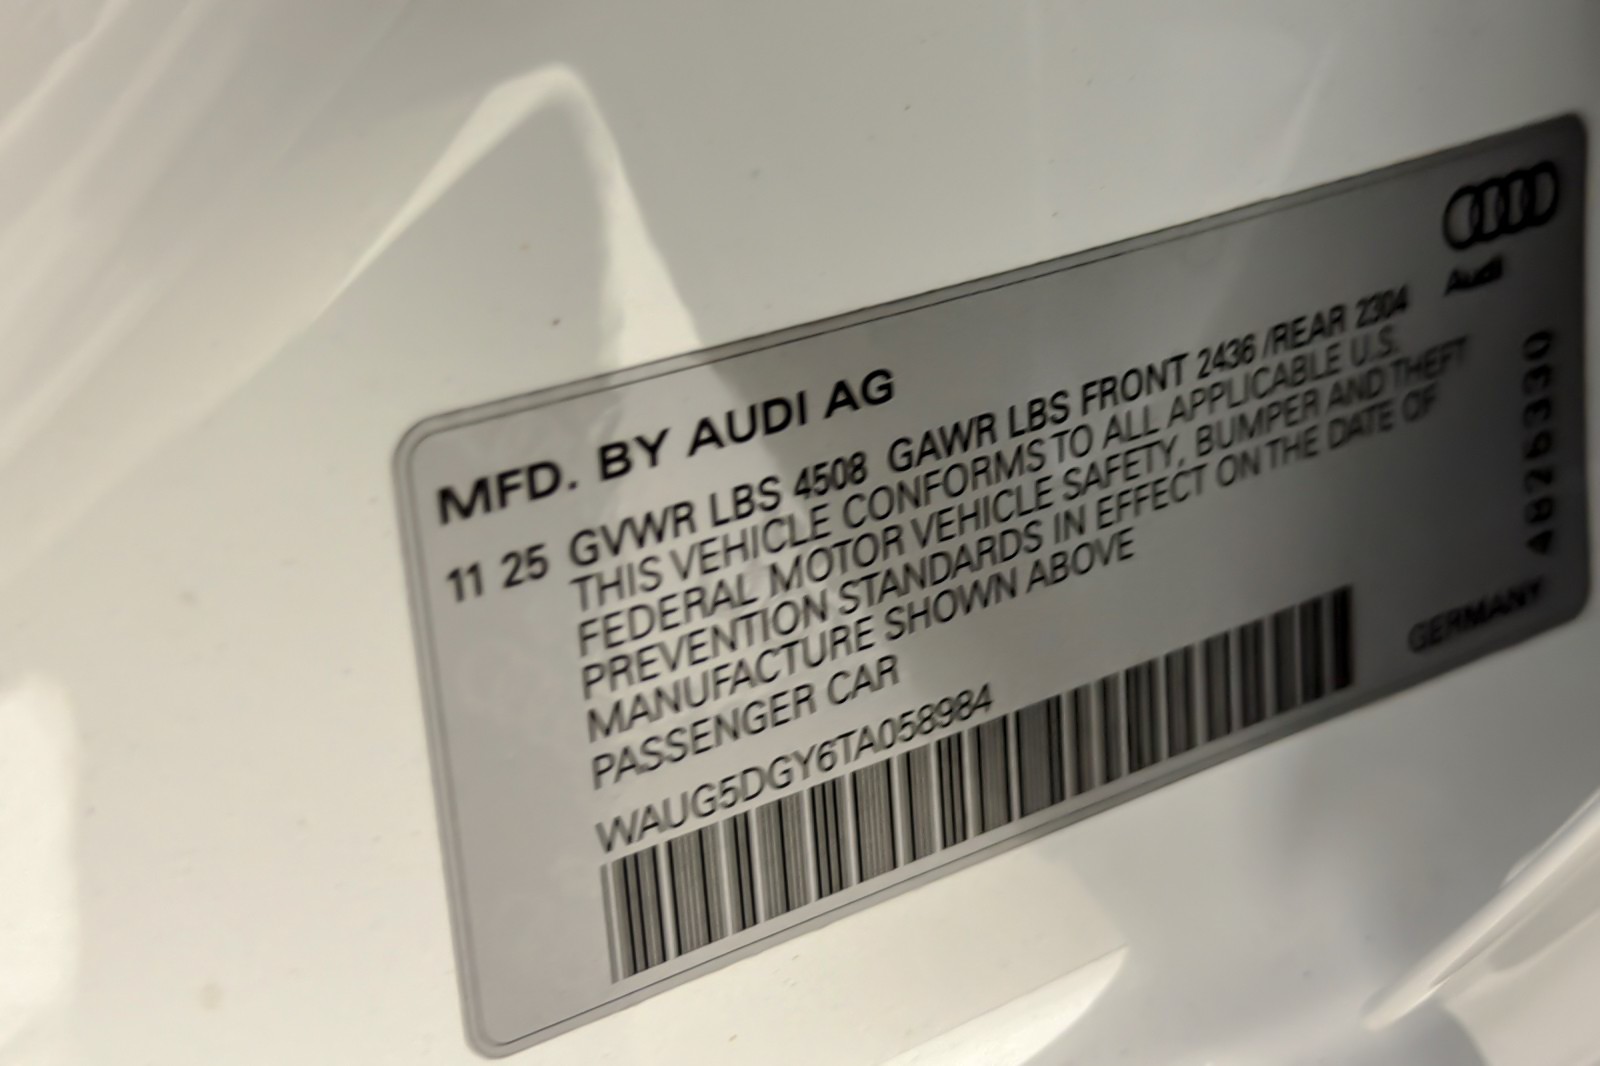 Audi
MFD. BY AUDI AG
11 25 GVWR LBS 4508 GAWR LBS FRONT 2436 /REAR 2304
THIS VEHICLE CONFORMS TO ALL APPLICABLE U.S.
FEDERAL MOTOR VEHICLE SAFETY, BUMPER AND THEFT
PREVENTION STANDARDS IN EFFECT ON THE DATE OF
MANUFACTURE SHOWN ABOVE
PASSENGER CAR
WAUG5DGY6TA058984
GERMANY
4826330